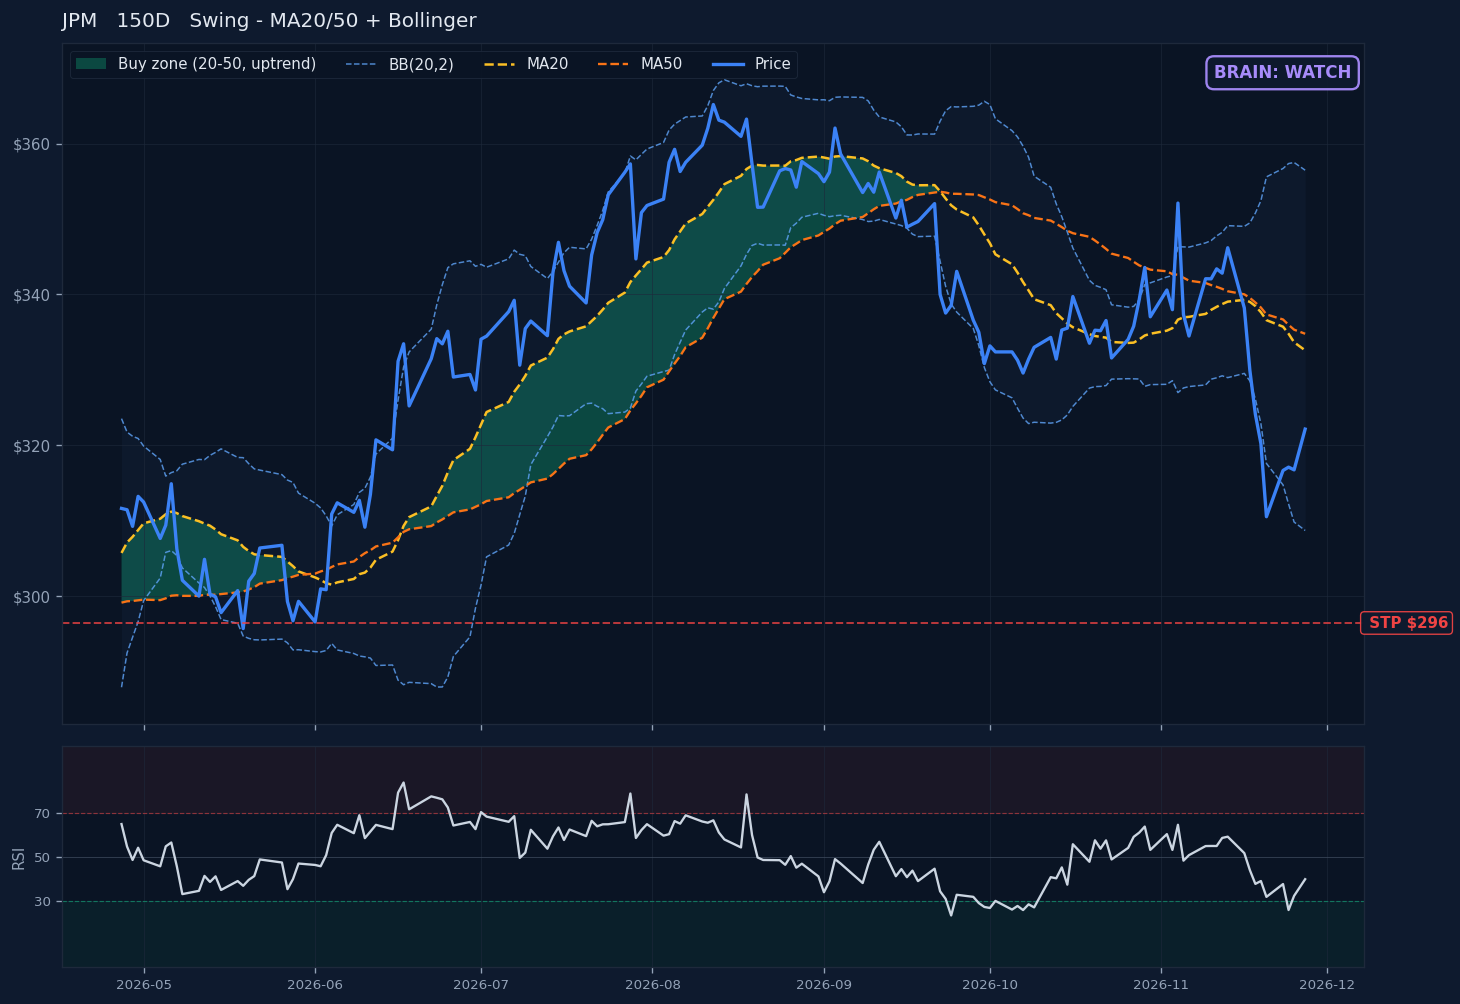 JPM   150D   Swing - MA20/50 + Bollinger
Buy zone (20-50, uptrend)   BB(20,2)   MA20   MA50   Price
BRAIN: WATCH
$360
$340
$320
$300
STP $296
70
50
30
RSI
2026-05   2026-06   2026-07   2026-08   2026-09   2026-10   2026-11   2026-12